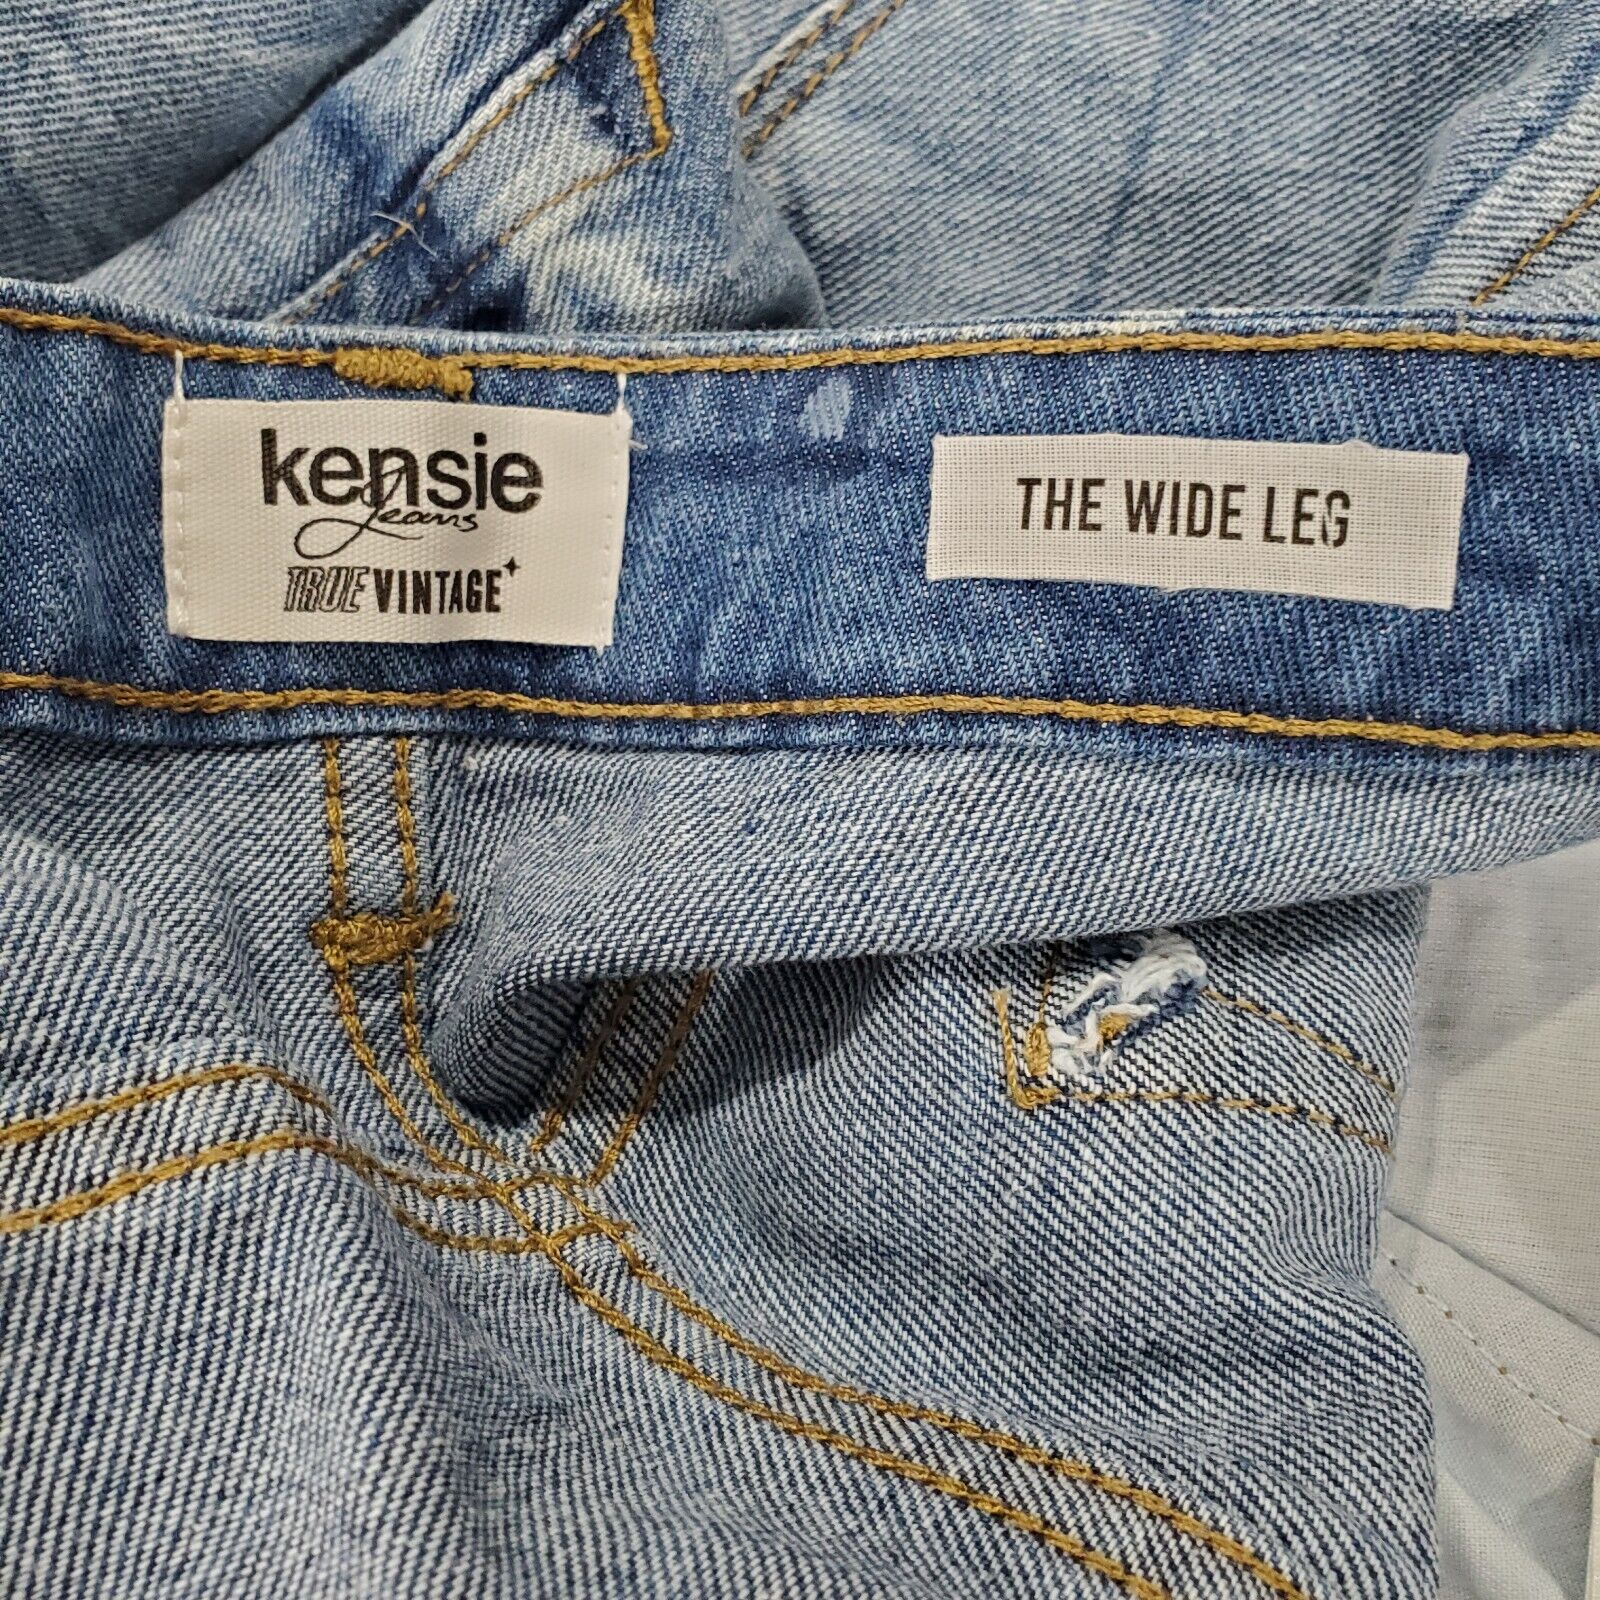 kensie
Jeans
TRUE VINTAGE
THE WIDE LEG